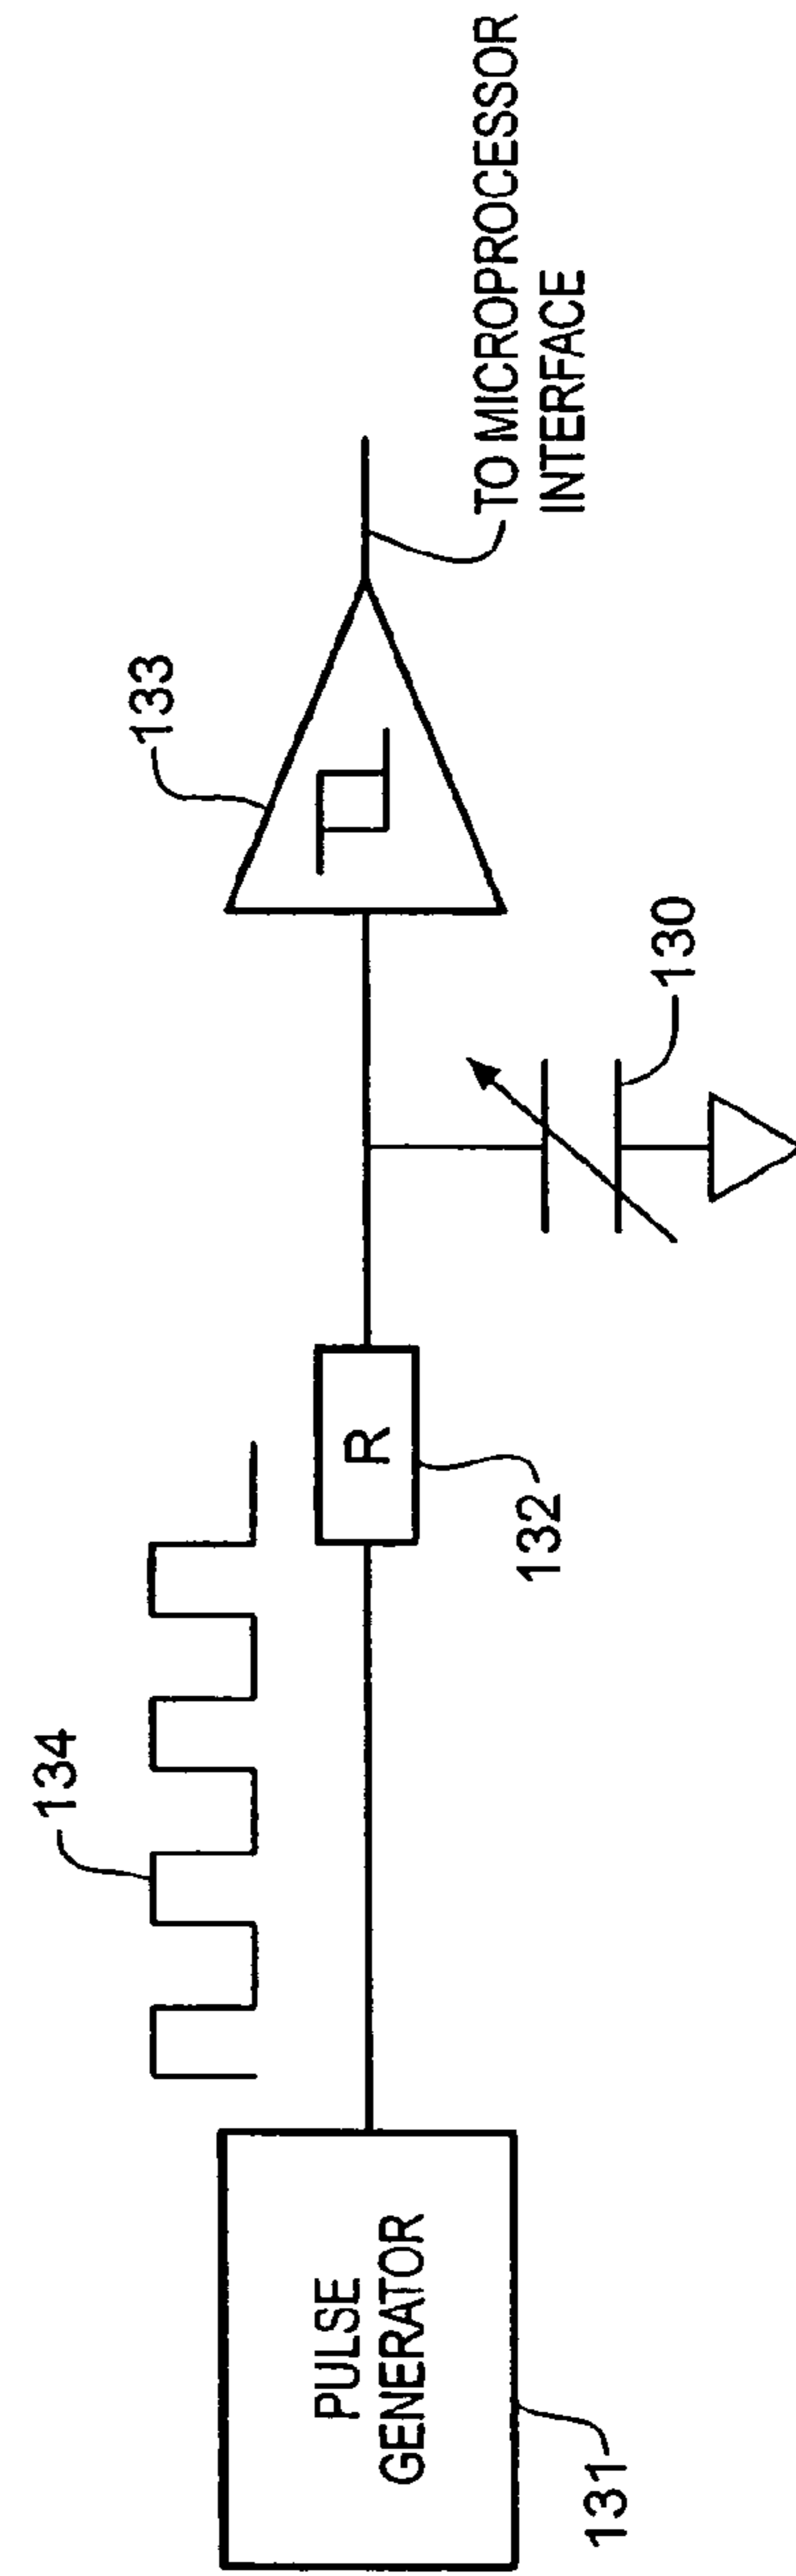 134
133
PULSE
GENERATOR
R
TO MICROPROCESSOR
INTERFACE
131
132
130